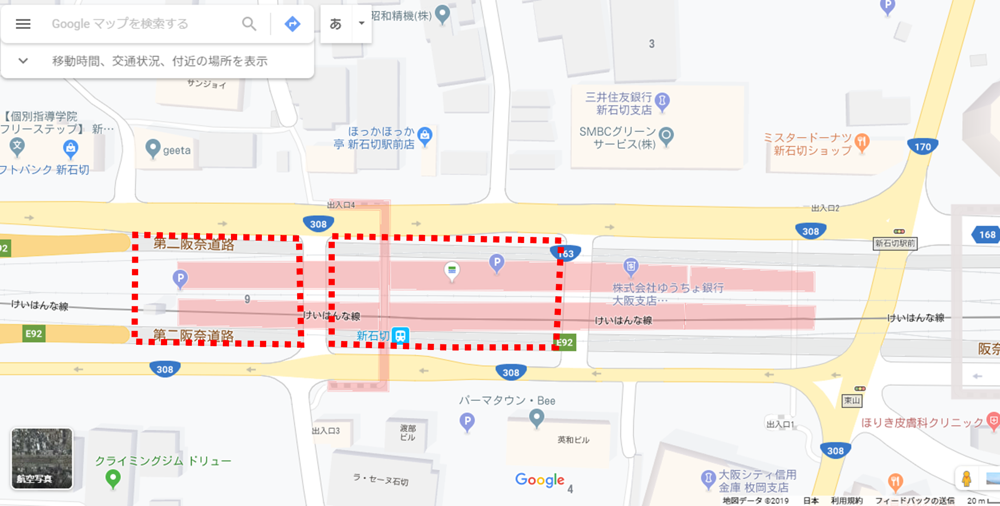 Google マップを検索する
あ
移動時間、交通状況、付近の場所を表示
昭和精機(株)
P
3
サンジョイ
【個別指導学院
フリーステップ】 新…
文
フトバンク 新石切
geeta
ほっかほっか
亭 新石切駅前店
三井住友銀行
新石切支店
SMBCグリーン
サービス(株)
ミスタードーナツ
新石切ショップ
170
出入口4
出入口2
308
308
168
新石切駅前
第二阪奈道路
163
P
P
9
株式会社ゆうちょ銀行
大阪支店…
けいはんな線
けいはんな線
けいはんな線
けいはんな線
E92
第二阪奈道路
新石切
E92
阪奈
308
308
東山
パーマタウン・Bee
P
出入口3
渡部
ビル
英和ビル
出入口1
ほりき皮膚科クリニック
308
クライミングジム ドリュー
航空写真
ラ・セーヌ石切
Google
4
大阪シティ信用
金庫 枚岡支店
地図データ ©2019 日本 利用規約 フィードバックの送信 20 m